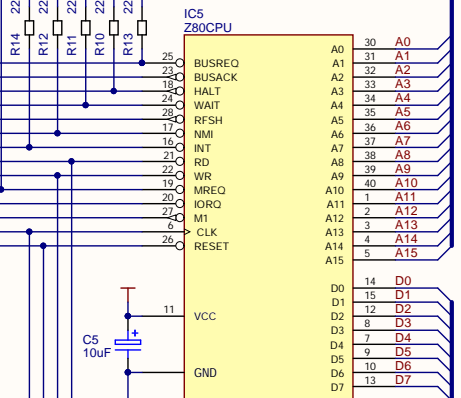 22
22
22
22
22
R14
R12
R11
R10
R13
IC5
Z80CPU
25 BUSREQ
23 BUSACK
18 HALT
24 WAIT
28 RFSH
17 NMI
16 INT
21 RD
22 WR
19 MREQ
20 IORQ
27 M1
6 CLK
26 RESET
11 VCC
GND
C5
+
10uF
A0 30 A0
A1 31 A1
A2 32 A2
A3 33 A3
A4 34 A4
A5 35 A5
A6 36 A6
A7 37 A7
A8 38 A8
A9 39 A9
A10 40 A10
A11 1 A11
A12 2 A12
A13 3 A13
A14 4 A14
A15 5 A15
D0 14 D0
D1 15 D1
D2 12 D2
D3 8 D3
D4 7 D4
D5 9 D5
D6 10 D6
D7 13 D7